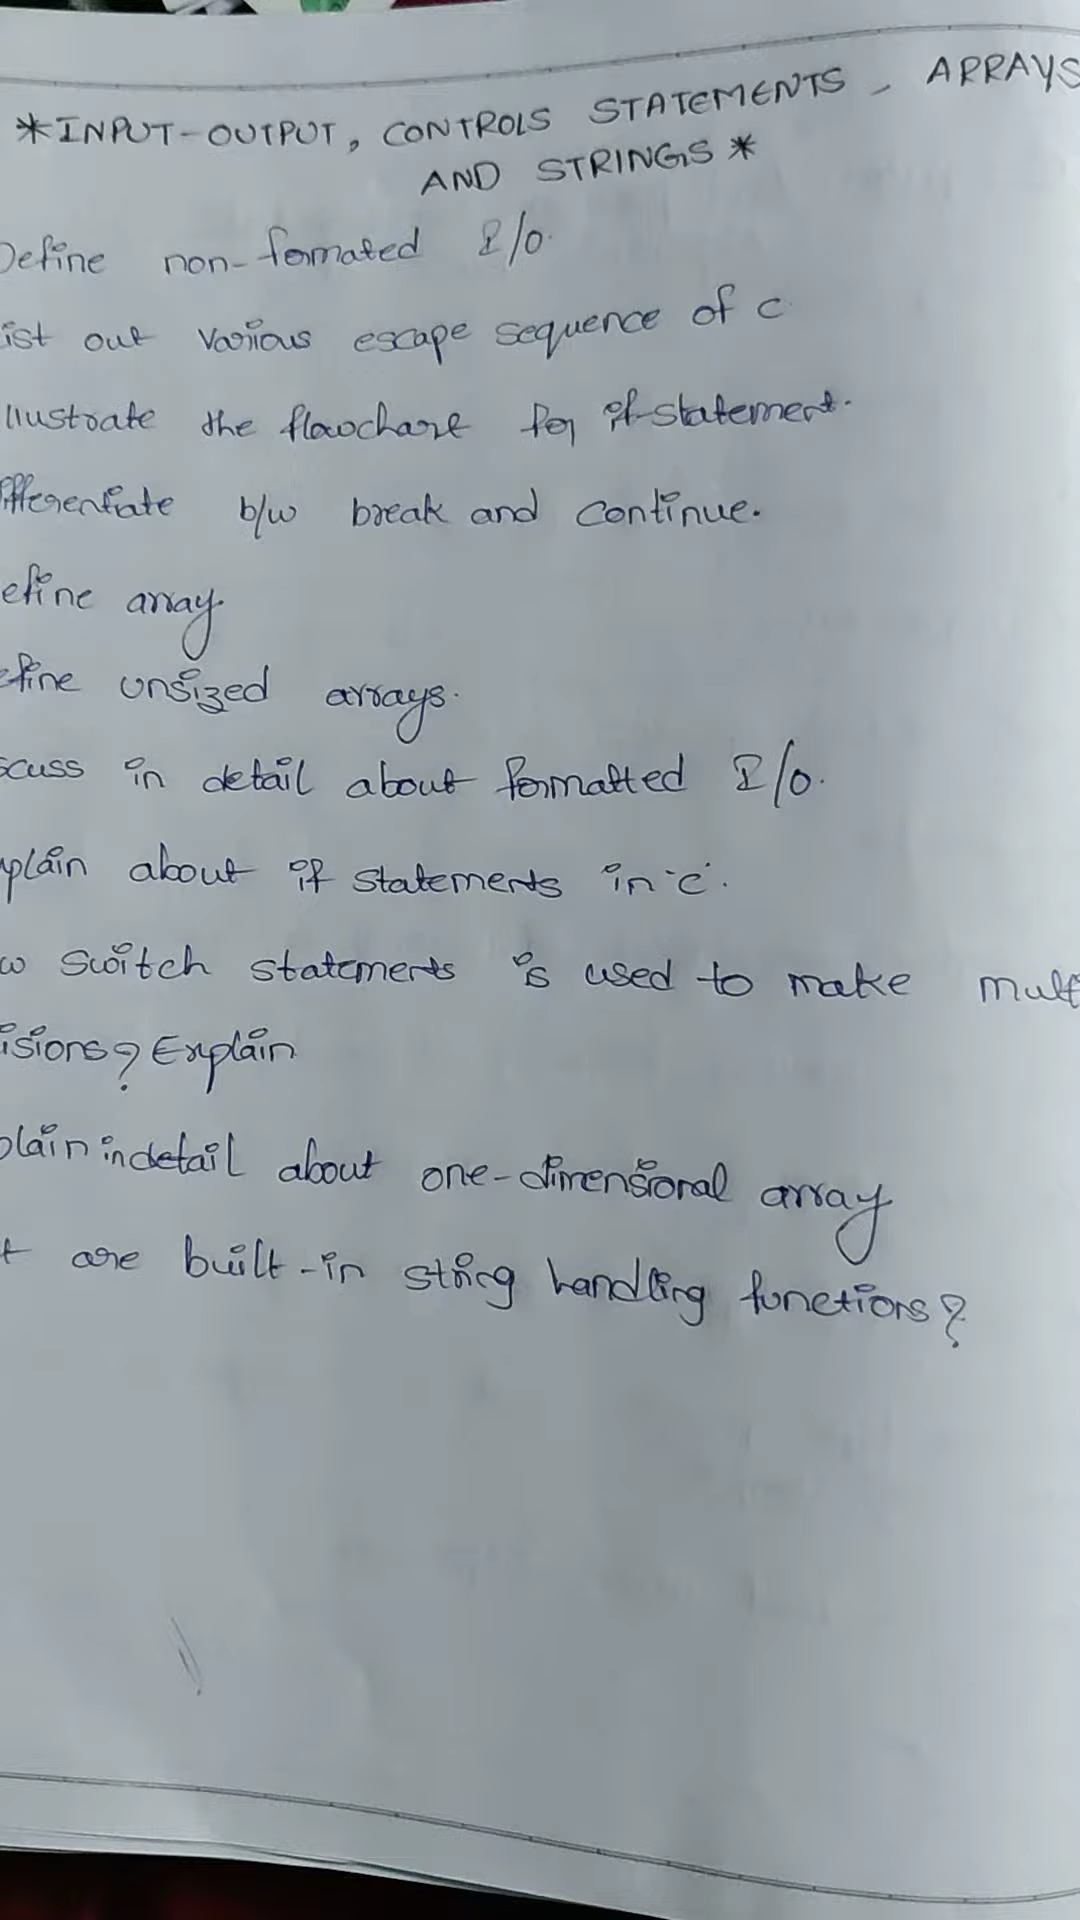 *INPUT-OUTPUT, CONTROLS STATEMENTS, ARRAYS
AND STRINGS*
Define non-formated I/O.
ist out various escape sequence of c
llustrate the flowchart for if-statement.
ifferentiate b/w break and continue.
efine array
efine unsized arrays.
scuss in detail about formatted I/O.
xplain about if statements in 'c'.
w switch statements is used to make mult
isions? Explain
plain indetail about one-dimensional array
t are built-in string handling functions?